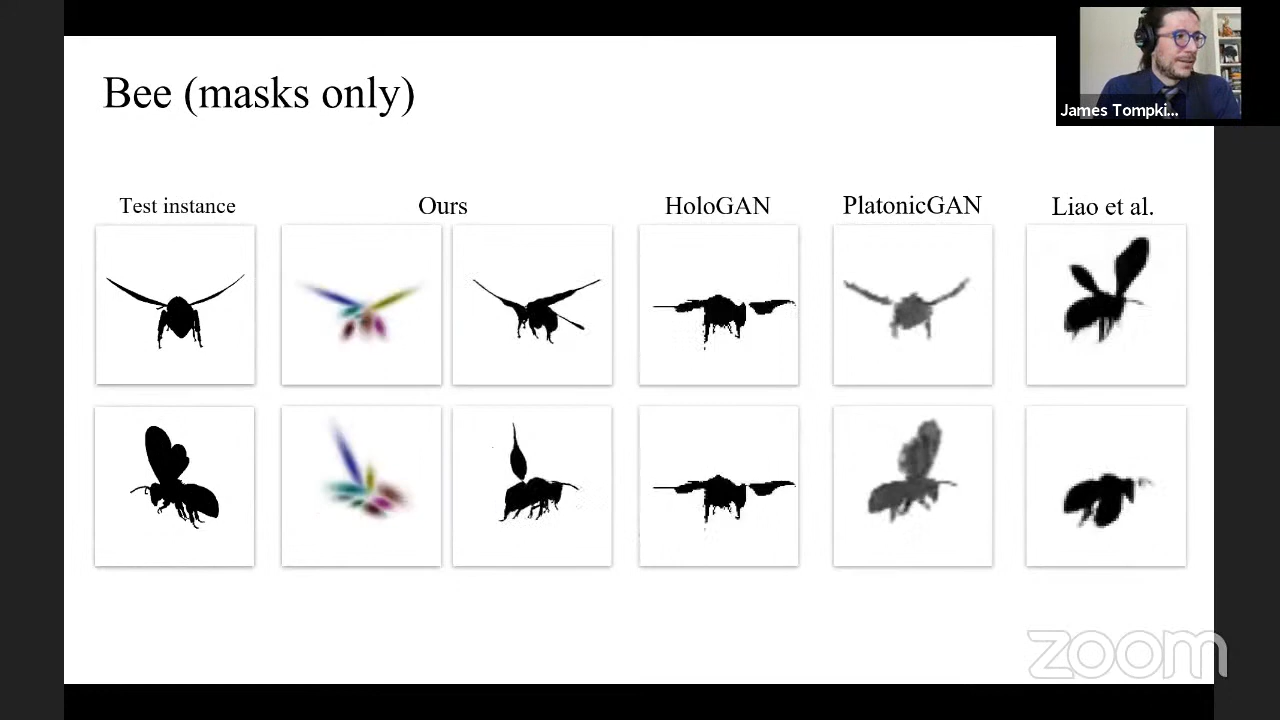 Bee (masks only)
James Tompki...
Test instance
Ours
HoloGAN
PlatonicGAN
Liao et al.
zoom